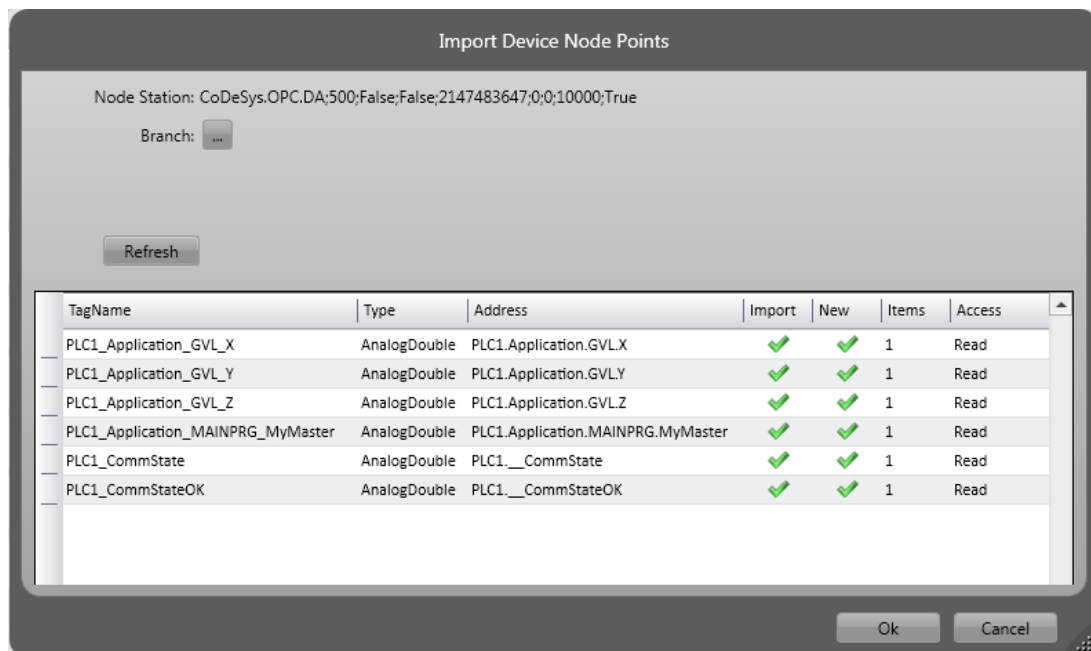 Import Device Node Points
Node Station: CoDeSys.OPC.DA;500;False;False;2147483647;0;0;10000;True
Branch: ...
Refresh
TagName Type Address Import New Items Access
PLC1_Application_GVL_X AnalogDouble PLC1.Application.GVL.X 1 Read
PLC1_Application_GVL_Y AnalogDouble PLC1.Application.GVL.Y 1 Read
PLC1_Application_GVL_Z AnalogDouble PLC1.Application.GVL.Z 1 Read
PLC1_Application_MAINPRG_MyMaster AnalogDouble PLC1.Application.MAINPRG.MyMaster 1 Read
PLC1_CommState AnalogDouble PLC1.__CommState 1 Read
PLC1_CommStateOK AnalogDouble PLC1.__CommStateOK 1 Read
Ok Cancel